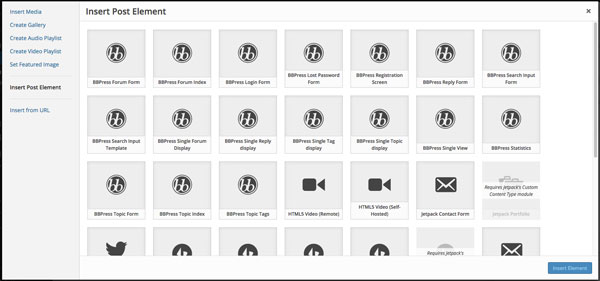 Insert Media
Create Gallery
Create Audio Playlist
Create Video Playlist
Set Featured Image
Insert Post Element
Insert from URL
Insert Post Element
×
BBPress Forum Form
BBPress Forum Index
BBPress Login Form
BBPress Lost Password
Form
BBPress Registration
Screen
BBPress Reply Form
BBPress Search Input
Form
BBPress Search Input
Template
BBPress Single Forum
Display
BBPress Single Reply
display
BBPress Single Tag
display
BBPress Single Topic
display
BBPress Single View
BBPress Statistics
BBPress Topic Form
BBPress Topic Index
BBPress Topic Tags
HTML5 Video (Remote)
HTML5 Video (Self-
Hosted)
Jetpack Contact Form
Requires Jetpack's Custom
Content Type module
Jetpack Portfolio
Requires Jetpack's
Insert Element